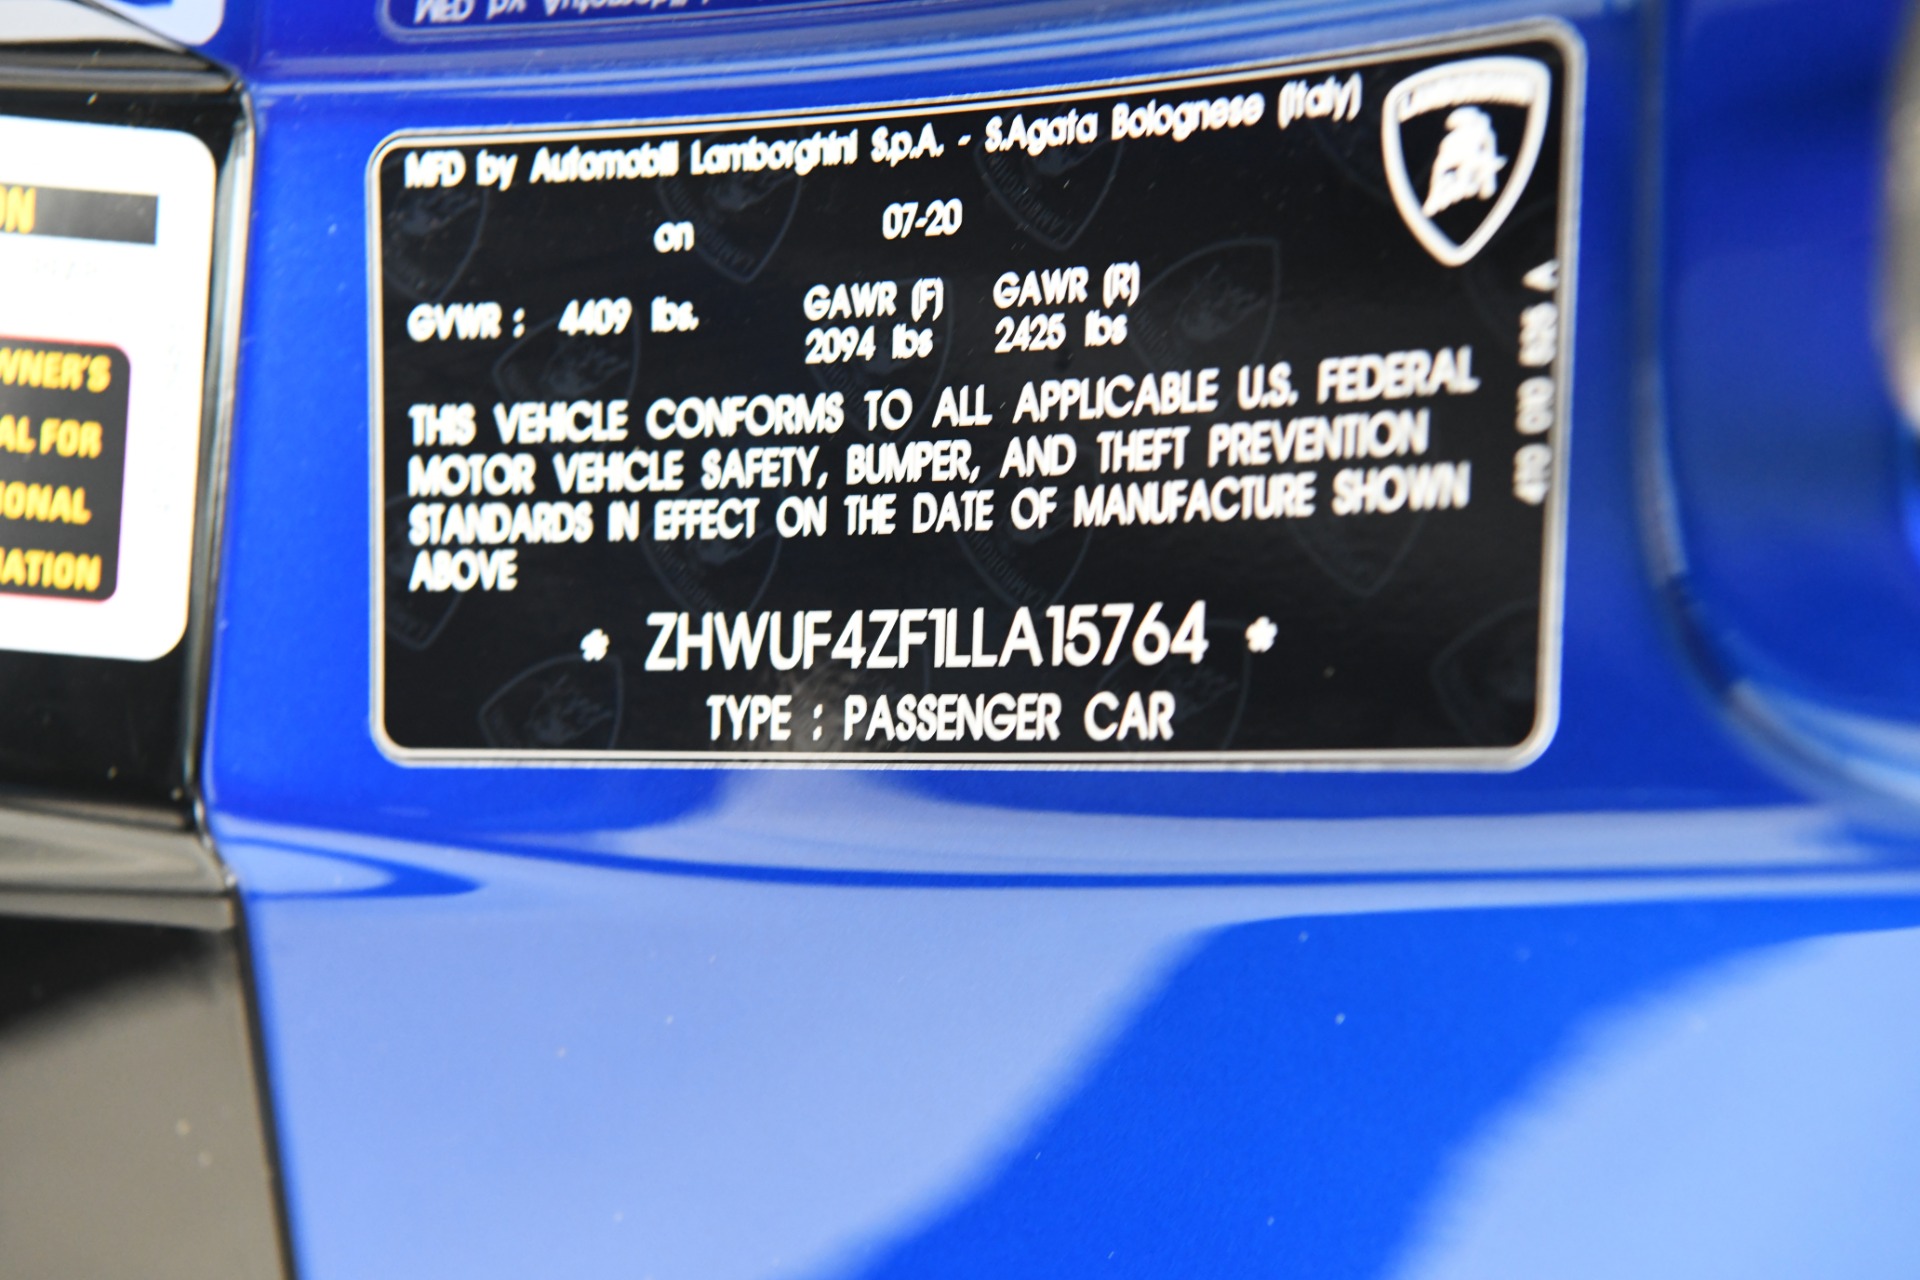 ON
WNER'S
AL FOR
IONAL
MATION
MFD by Automobili Lamborghini S.p.A. - S.Agata Bolognese (Italy)
LAMBORGHINI
on 07-20
GVWR : 4409 lbs. GAWR (F) GAWR (R)
2094 lbs 2425 lbs
THIS VEHICLE CONFORMS TO ALL APPLICABLE U.S. FEDERAL
MOTOR VEHICLE SAFETY, BUMPER, AND THEFT PREVENTION
STANDARDS IN EFFECT ON THE DATE OF MANUFACTURE SHOWN
ABOVE
* ZHWUF4ZF1LLA15764 *
TYPE : PASSENGER CAR